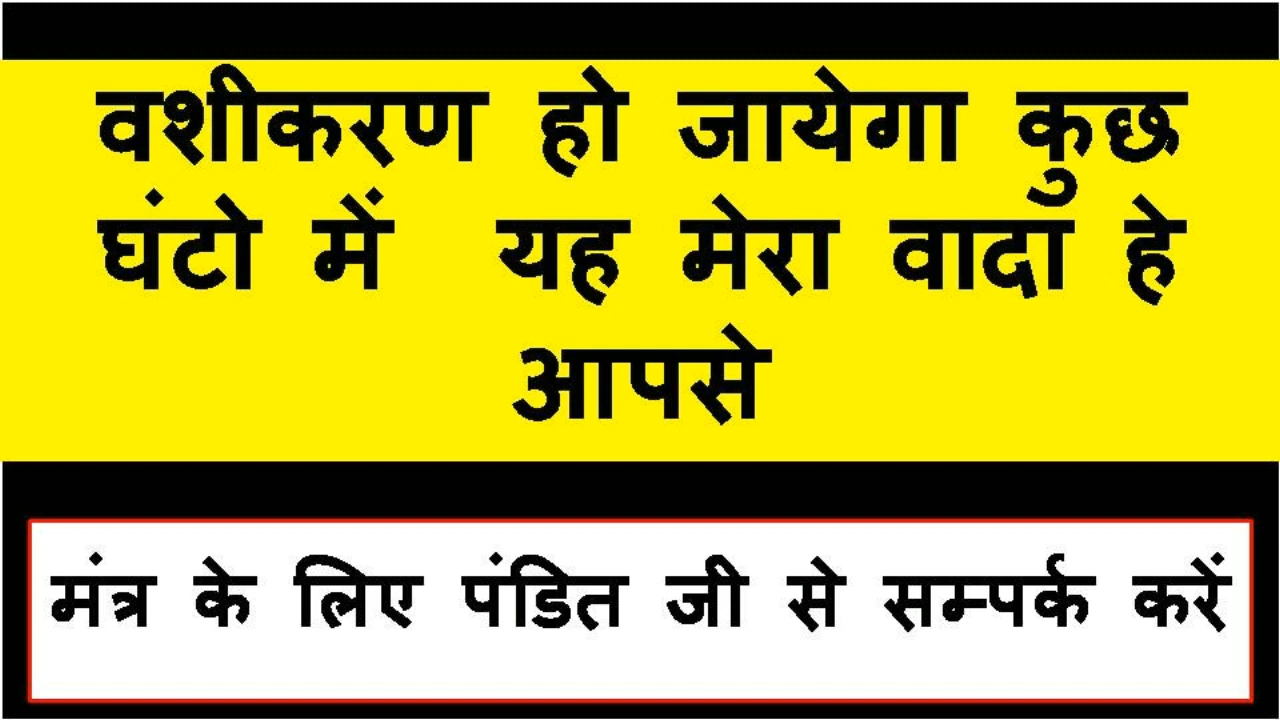 वशीकरण हो जायेगा कुछ
घंटो में यह मेरा वादा हे
आपसे
मंत्र के लिए पंडित जी से सम्पर्क करें